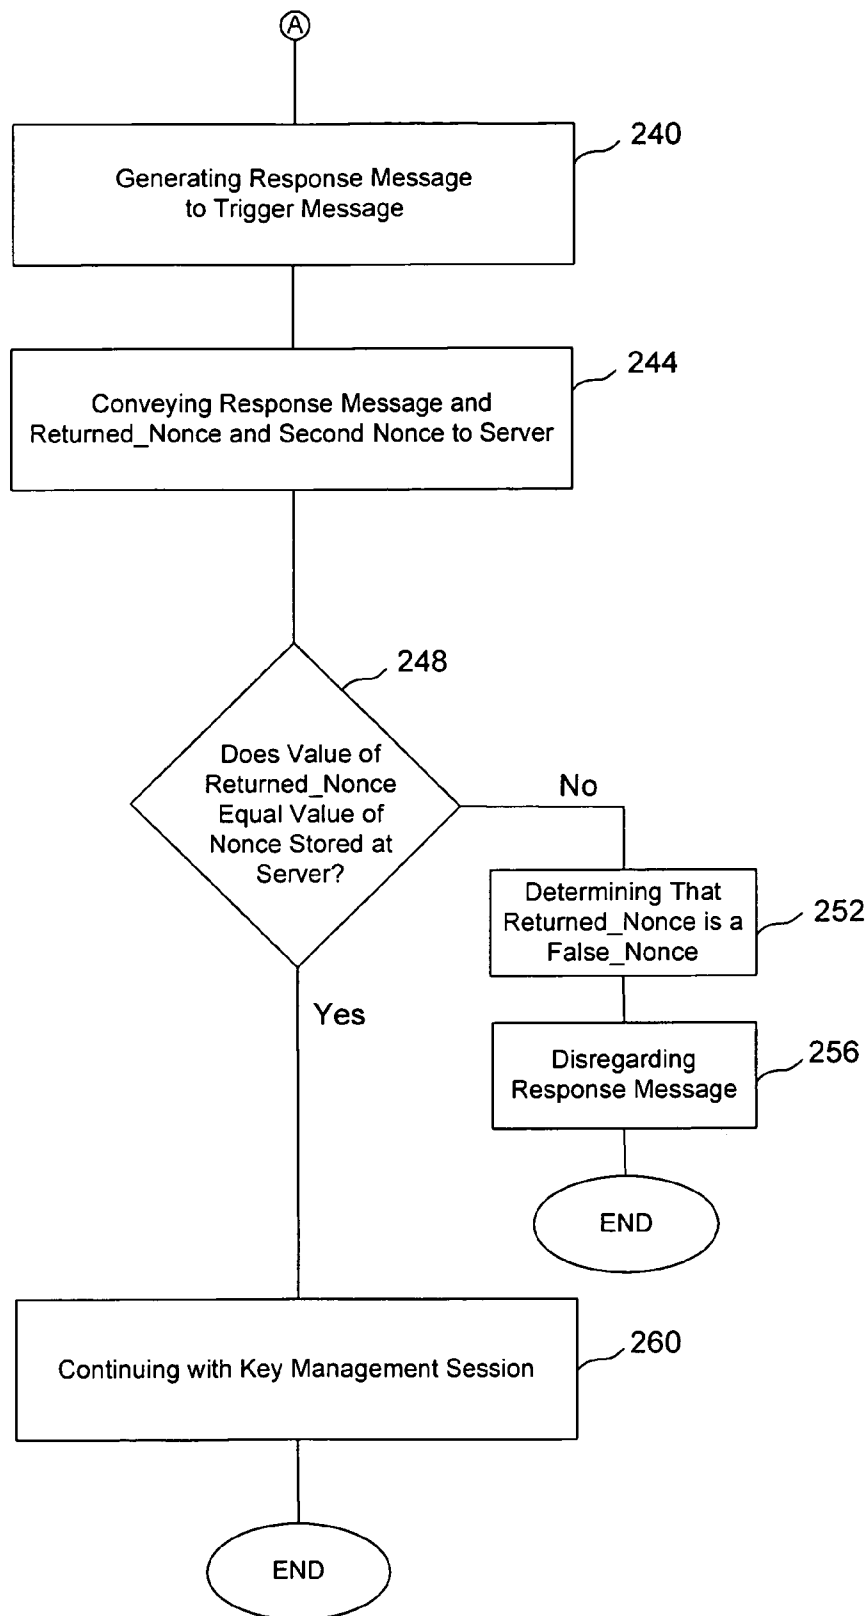 A
240
Generating Response Message
to Trigger Message
244
Conveying Response Message and
Returned_Nonce and Second Nonce to Server
248
Does Value of
Returned_Nonce
Equal Value of
Nonce Stored at
Server?
No
Determining That
Returned_Nonce is a
False_Nonce
252
Yes
Disregarding
Response Message
256
END
Continuing with Key Management Session
260
END